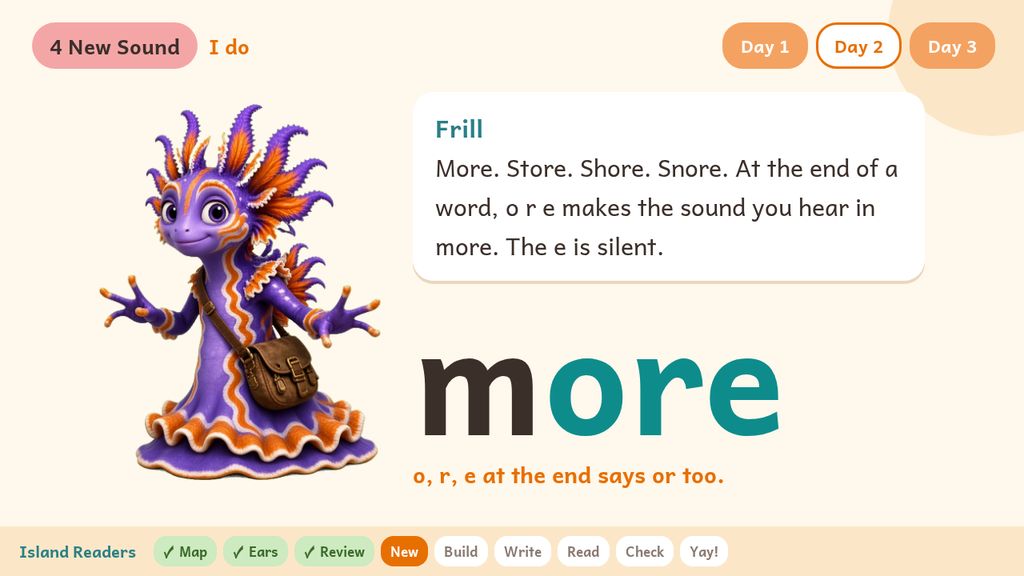 4 New Sound
I do
Day 1
Day 2
Day 3
Frill
More. Store. Shore. Snore. At the end of a
word, o r e makes the sound you hear in
more. The e is silent.
more
o, r, e at the end says or too.
Island Readers
✓ Map
✓ Ears
✓ Review
New
Build
Write
Read
Check
Yay!